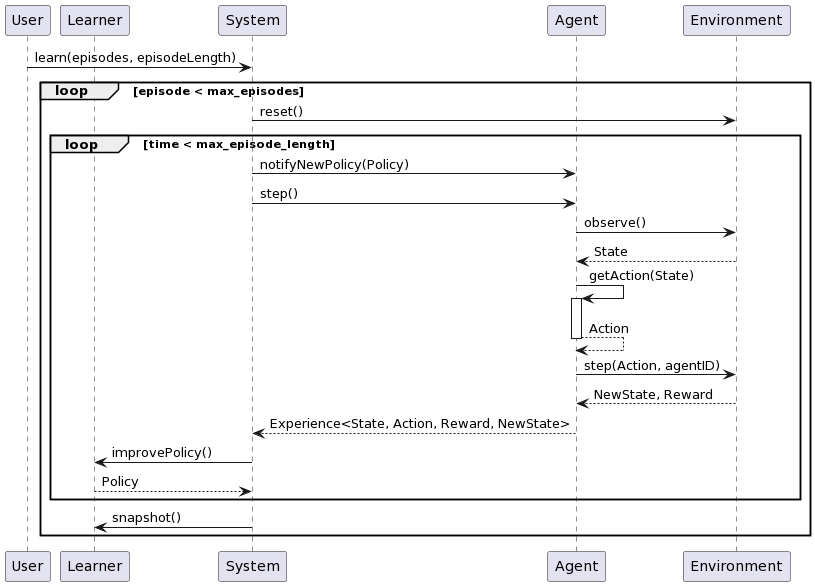 User Learner System Agent Environment
learn(episodes, episodeLength)
loop [episode < max_episodes]
reset()
loop [time < max_episode_length]
notifyNewPolicy(Policy)
step()
observe()
State
getAction(State)
Action
step(Action, agentID)
NewState, Reward
Experience<State, Action, Reward, NewState>
improvePolicy()
Policy
snapshot()
User Learner System Agent Environment